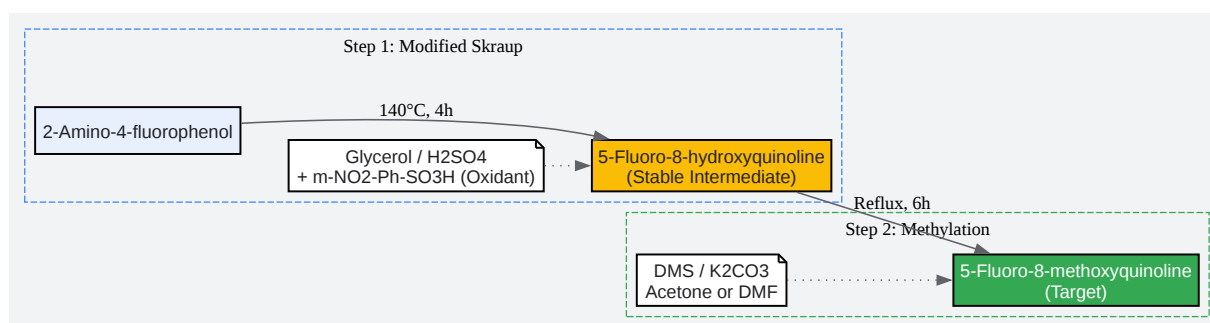 Step 1: Modified Skraup
140°C, 4h
2-Amino-4-fluorophenol
Glycerol / H2SO4
+ m-NO2-Ph-SO3H (Oxidant)
5-Fluoro-8-hydroxyquinoline
(Stable Intermediate)
Reflux, 6h
Step 2: Methylation
DMS / K2CO3
Acetone or DMF
5-Fluoro-8-methoxyquinoline
(Target)